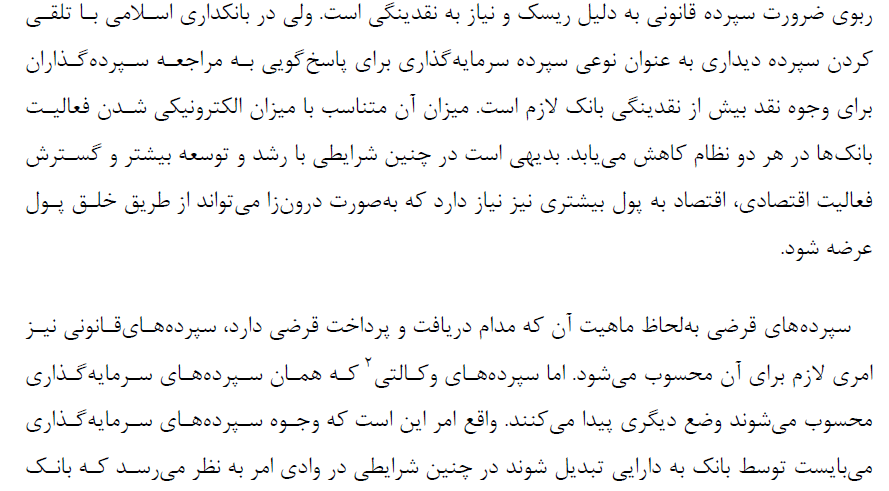 ربوی ضرورت سپرده قانونی به دلیل ریسک و نیاز به نقدینگی است. ولی در بانکداری اسلامی با تلقی
کردن سپرده دیداری به عنوان نوعی سپرده سرمایه‌گذاری برای پاسخ‌گویی به مراجعه سپرده‌گذاران
برای وجوه نقد بیش از نقدینگی بانک لازم است. میزان آن متناسب با میزان الکترونیکی شدن فعالیت
بانک‌ها در هر دو نظام کاهش می‌یابد. بدیهی است در چنین شرایطی با رشد و توسعه بیشتر و گسترش
فعالیت اقتصادی، اقتصاد به پول بیشتری نیز نیاز دارد که به‌صورت درون‌زا می‌تواند از طریق خلق پول
عرضه شود.
سپرده‌های قرضی به‌لحاظ ماهیت آن که مدام دریافت و پرداخت قرضی دارد، سپرده‌های‌قانونی نیز
امری لازم برای آن محسوب می‌شود. اما سپرده‌های وکالتی۲ که همان سپرده‌های سرمایه‌گذاری
محسوب می‌شوند وضع دیگری پیدا می‌کنند. واقع امر این است که وجوه سپرده‌های سرمایه‌گذاری
می‌بایست توسط بانک به دارایی تبدیل شوند در چنین شرایطی در وادی امر به نظر می‌رسد که بانک